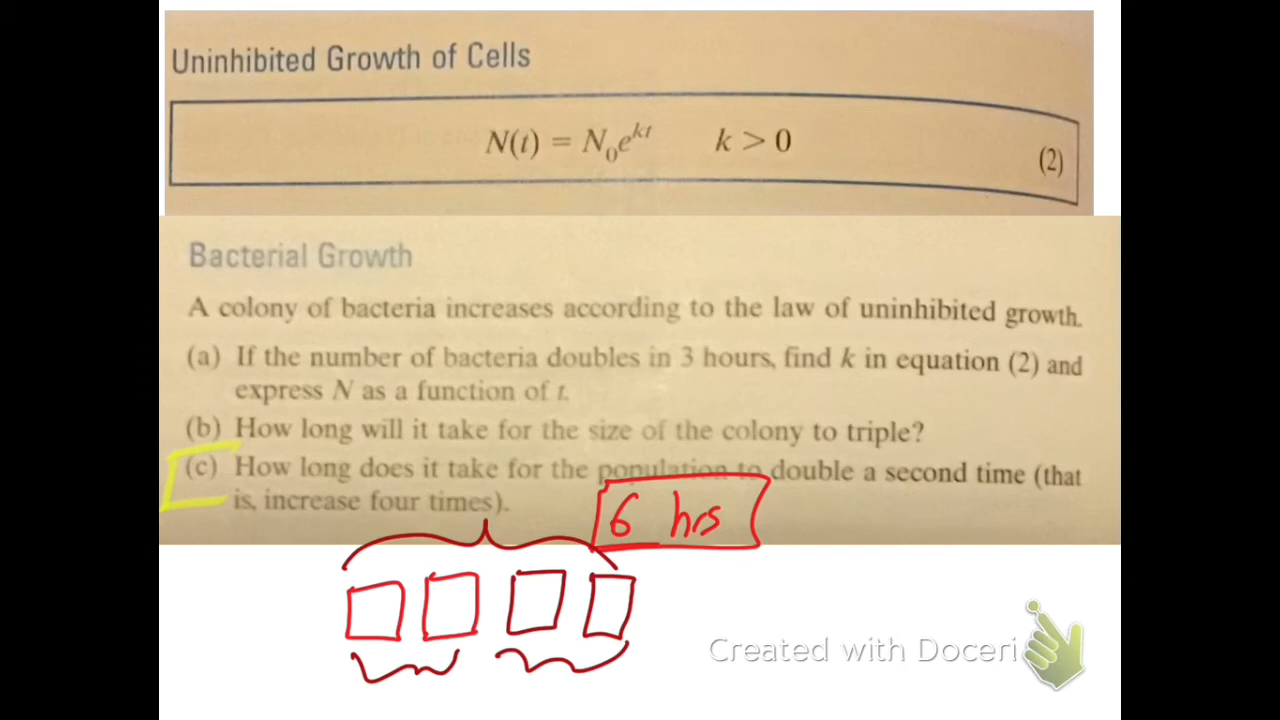 Uninhibited Growth of Cells
N(t) = N₀eᵏᵗ k > 0
(2)
Bacterial Growth
A colony of bacteria increases according to the law of uninhibited growth.
(a) If the number of bacteria doubles in 3 hours, find k in equation (2) and
express N as a function of t.
(b) How long will it take for the size of the colony to triple?
(c) How long does it take for the population to double a second time (that
is, increase four times).
6 hrs
Created with Doceri